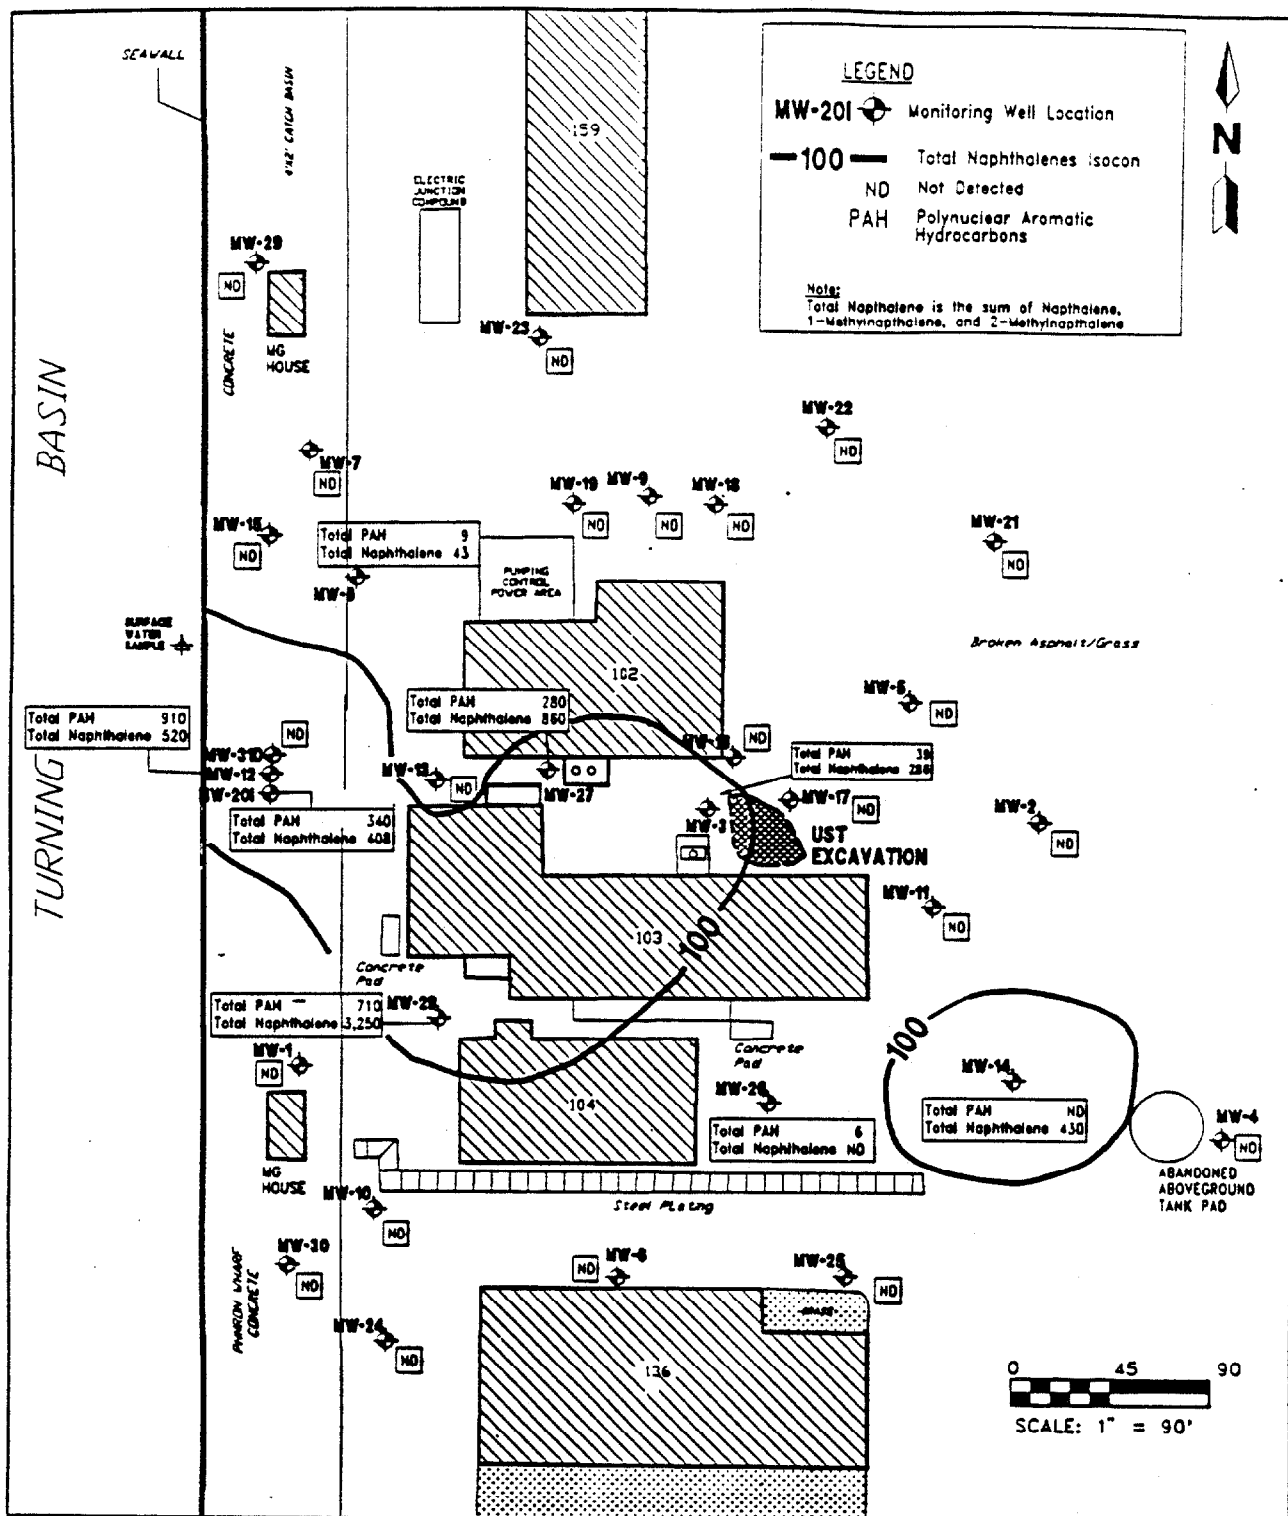 SEAWALL
4'X2' CATCH BASIN
159
LEGEND
MW-20I Monitoring Well Location
100 Total Naphthalenes Isocon
ND Not Detected
PAH Polynuclear Aromatic
Hydrocarbons
Note:
Total Napthalene is the sum of Napthalene,
1-Methylnapthalene, and 2-Methylnapthalene
N
ELECTRIC
JUNCTION
COMPOUND
MW-29
ND
CONCRETE
MG
HOUSE
MW-23
ND
TURNING BASIN
MW-22
ND
MW-7
ND
MW-19
ND
MW-9
ND
MW-18
ND
MW-15
ND
MW-21
ND
Total PAH 9
Total Naphthalene 43
MW-8
PUMPING
CONTROL
POWER AREA
SURFACE
WATER
SAMPLE
Broken Asphalt/Grass
102
Total PAH 280
Total Naphthalene 860
MW-5
ND
Total PAH 910
Total Naphthalene 520
ND
MW-31D
MW-12
MW-20I
MW-13
ND
MW-27
ND
Total PAH 39
Total Naphthalene 286
MW-17
ND
MW-3
MW-2
ND
Total PAH 340
Total Naphthalene 408
UST
EXCAVATION
MW-11
ND
103
100
Concrete
Pad
Total PAH 710
Total Naphthalene 3,250
MW-28
MW-1
ND
MG
HOUSE
104
Concrete
Pad
MW-26
Total PAH 6
Total Naphthalene ND
100
MW-14
Total PAH ND
Total Naphthalene 430
MW-4
ND
ABANDONED
ABOVEGROUND
TANK PAD
Steel Plating
MW-10
ND
MW-30
ND
WHARF
CONCRETE
MW-24
ND
ND
MW-6
MW-25
ND
GRASS
136
0 45 90
SCALE: 1" = 90'